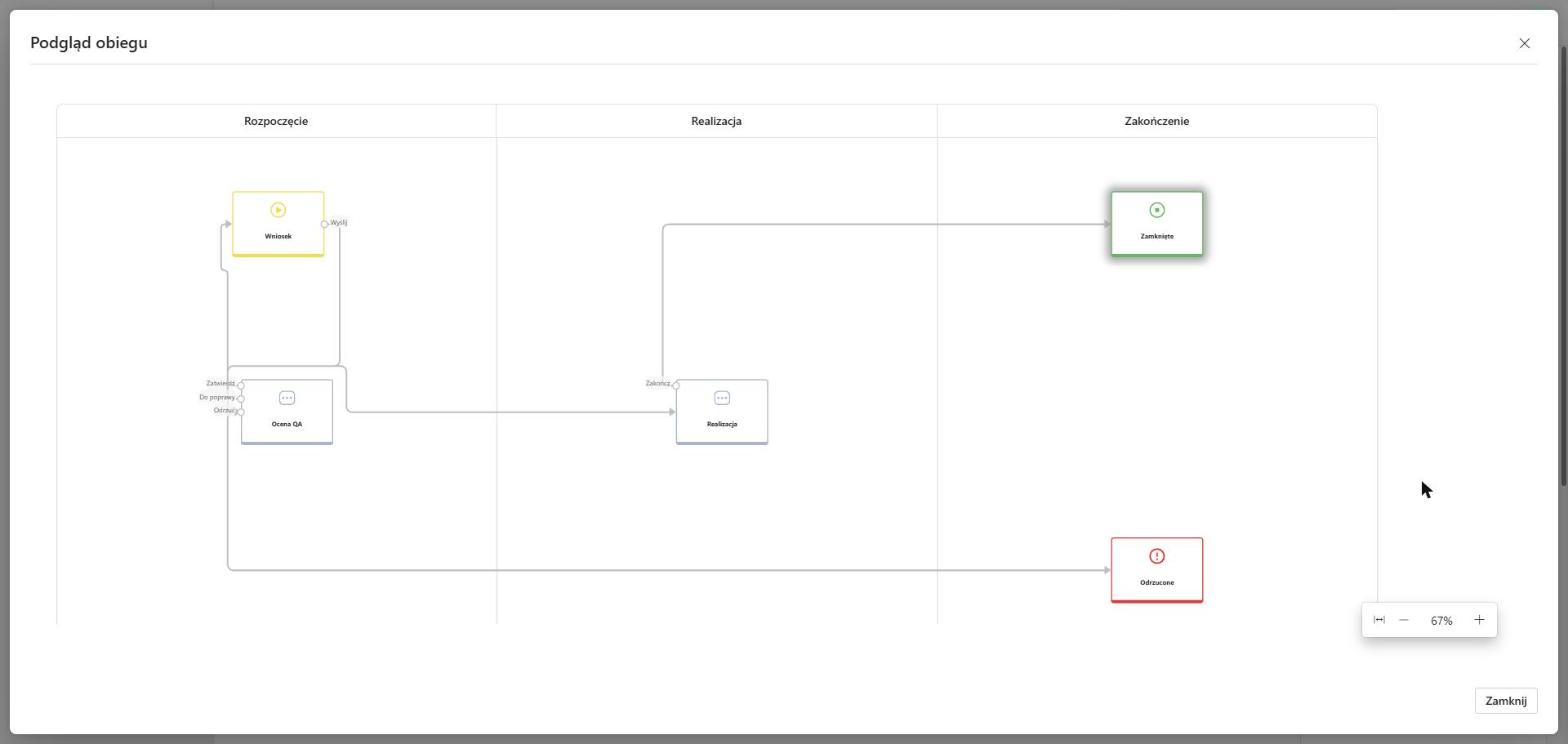 Podgląd obiegu
Rozpoczęcie
Realizacja
Zakończenie
Wniosek
Wyślij
Zamknięte
Zatwierdź
Do poprawy
Odrzuć
Ocena QA
Zakończ
Realizacja
Odrzucone
67%
Zamknij